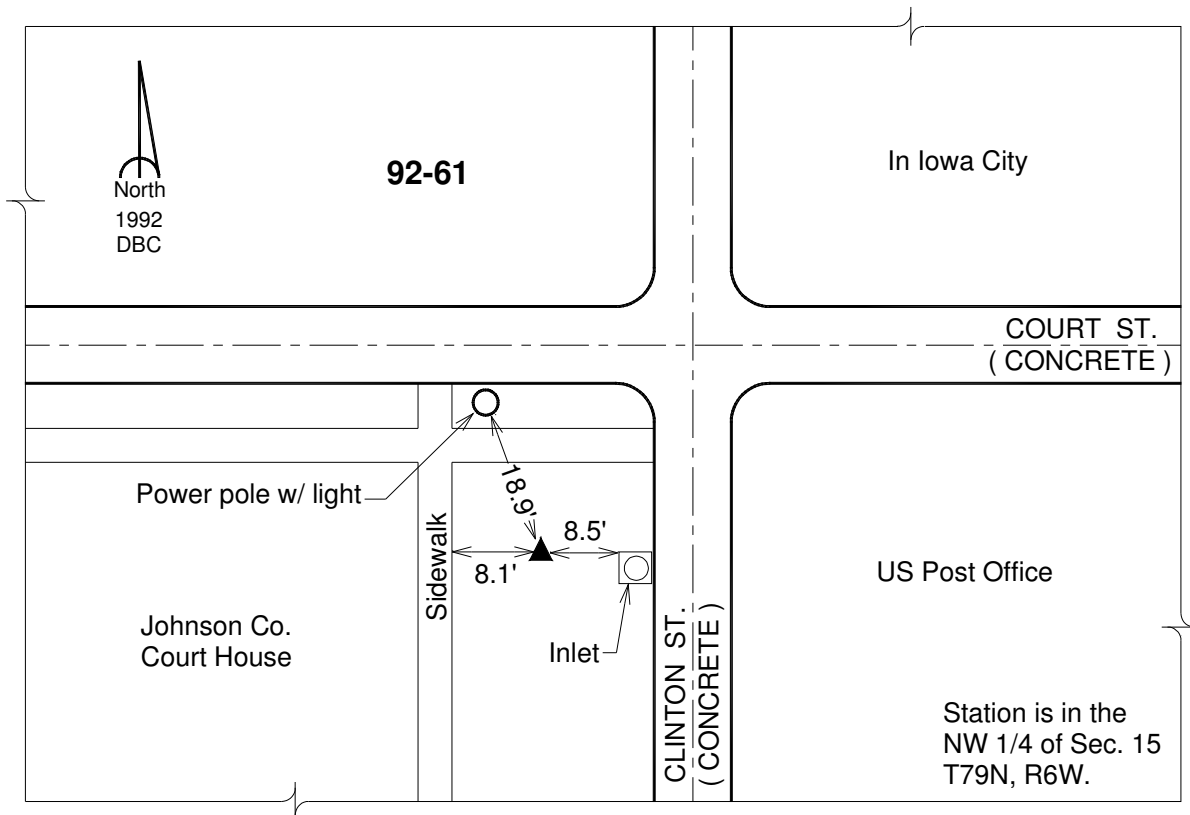 92-61
In Iowa City
North
1992
DBC
COURT ST.
( CONCRETE )
Power pole w/ light
18.9'
8.5'
8.1'
Sidewalk
US Post Office
Johnson Co.
Court House
Inlet
CLINTON ST.
( CONCRETE )
Station is in the
NW 1/4 of Sec. 15
T79N, R6W.